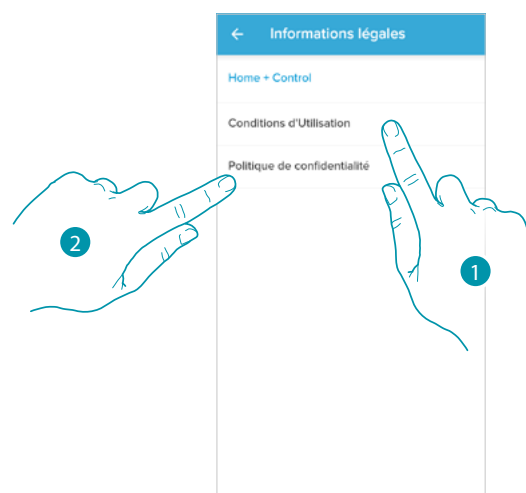 Informations légales
Home + Control
Conditions d'Utilisation
Politique de confidentialité
2
1